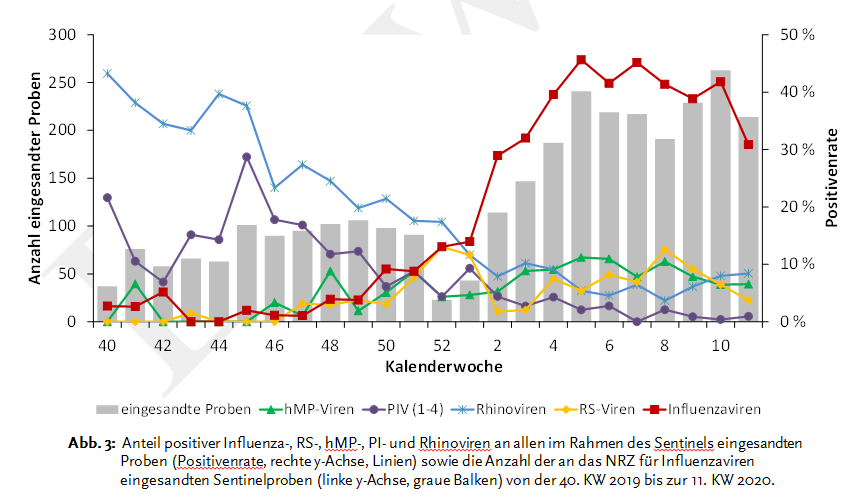 300
250
200
150
100
50
0
Anzahl eingesandter Proben
50 %
40 %
30 %
20 %
10 %
0 %
Positivenrate
40 42 44 46 48 50 52 2 4 6 8 10
Kalenderwoche
eingesandte Proben hMP-Viren PIV (1-4) Rhinoviren RS-Viren Influenzaviren
Abb. 3: Anteil positiver Influenza-, RS-, hMP-, PI- und Rhinoviren an allen im Rahmen des Sentinels eingesandten
Proben (Positivenrate, rechte y-Achse, Linien) sowie die Anzahl der an das NRZ für Influenzaviren
eingesandten Sentinelproben (linke y-Achse, graue Balken) von der 40. KW 2019 bis zur 11. KW 2020.